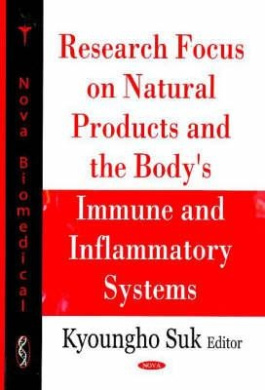 Nova Biomedical
Research Focus
on Natural
Products and
the Body's
Immune and
Inflammatory
Systems
Kyoungho Suk Editor
NOVA